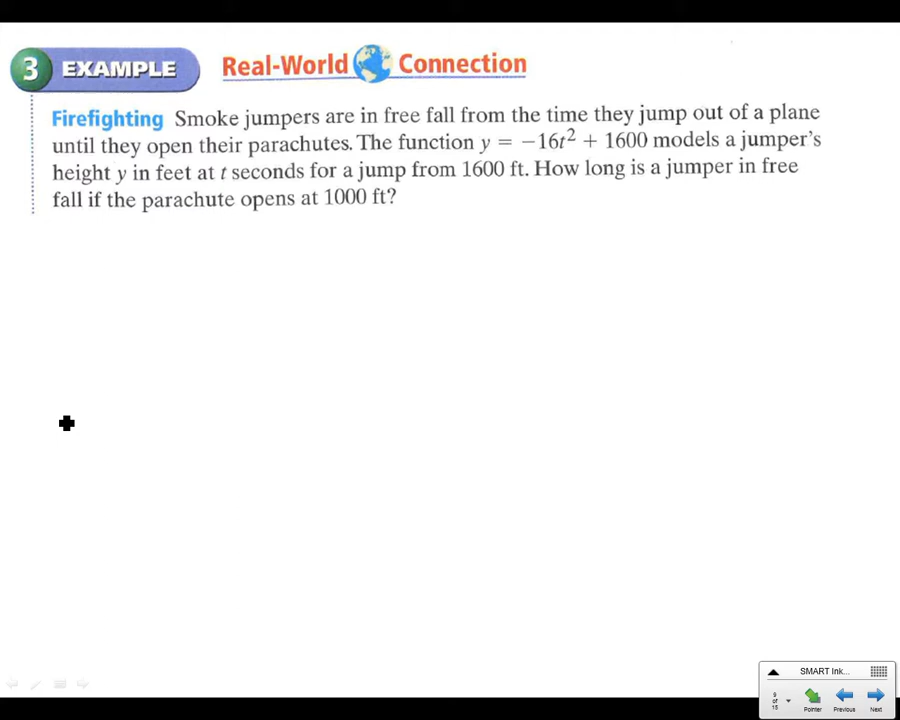 3 EXAMPLE Real-World Connection
Firefighting Smoke jumpers are in free fall from the time they jump out of a plane
until they open their parachutes. The function y = −16t² + 1600 models a jumper's
height y in feet at t seconds for a jump from 1600 ft. How long is a jumper in free
fall if the parachute opens at 1000 ft?
SMART Ink...
9
of
15
Pointer Previous Next